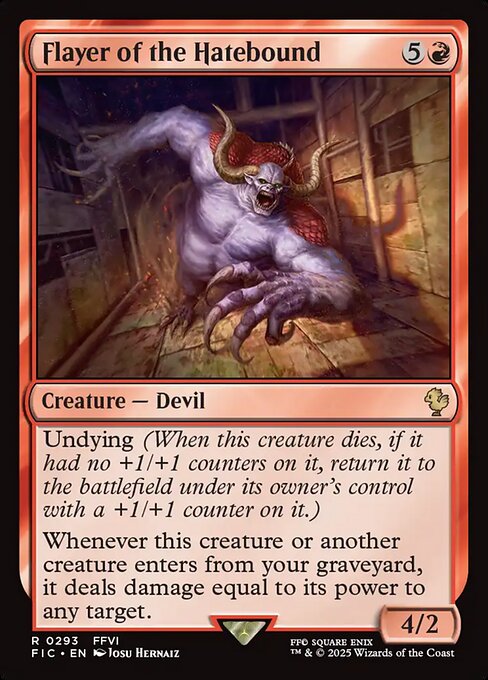 Flayer of the Hatebound 5
Creature — Devil
Undying (When this creature dies, if it
had no +1/+1 counters on it, return it to
the battlefield under its owner's control
with a +1/+1 counter on it.)
Whenever this creature or another
creature enters from your graveyard,
it deals damage equal to its power to
any target.
4/2
R 0293 FFVI
FIC • EN Josu Hernaiz
FF© SQUARE ENIX
™ & © 2025 Wizards of the Coast